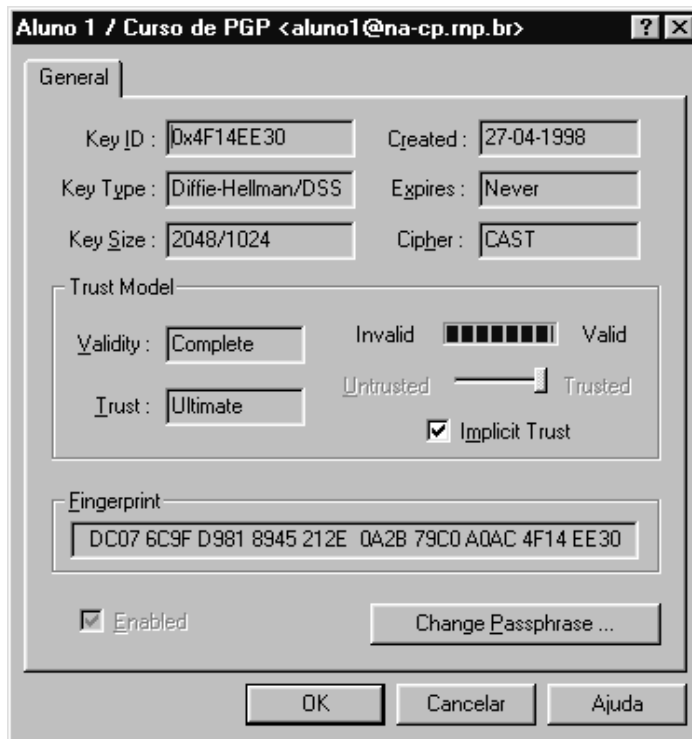 Aluno 1 / Curso de PGP <aluno1@na-cp.rnp.br>
General
Key ID : 0x4F14EE30 Created : 27-04-1998
Key Type : Diffie-Hellman/DSS Expires : Never
Key Size : 2048/1024 Cipher : CAST
Trust Model
Validity : Complete Invalid Valid
Untrusted Trusted
Trust : Ultimate
Implicit Trust
Fingerprint
DC07 6C9F D981 8945 212E 0A2B 79C0 A0AC 4F14 EE30
Enabled Change Passphrase ...
OK Cancelar Ajuda